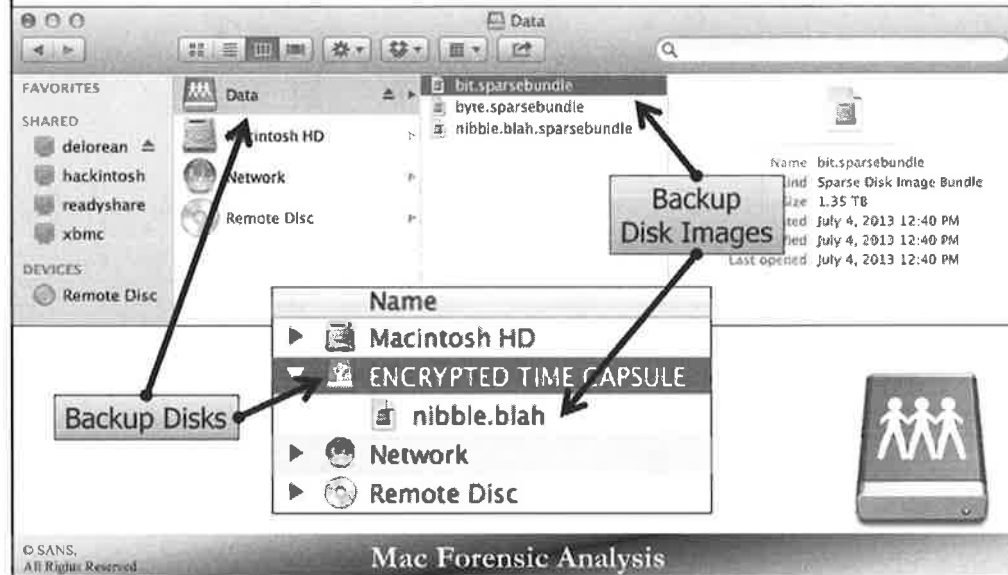 Data
FAVORITES
SHARED
delorean
hackintosh
readyshare
xbmc
DEVICES
Remote Disc
Data
Macintosh HD
Network
Remote Disc
bit.sparsebundle
byte.sparsebundle
nibble.blah.sparsebundle
Name bit.sparsebundle
Kind Sparse Disk Image Bundle
Size 1.35 TB
July 4, 2013 12:40 PM
July 4, 2013 12:40 PM
Last opened July 4, 2013 12:40 PM
Backup
Disk Images
Backup Disks
Name
Macintosh HD
ENCRYPTED TIME CAPSULE
nibble.blah
Network
Remote Disc
© SANS,
All Rights Reserved
Mac Forensic Analysis